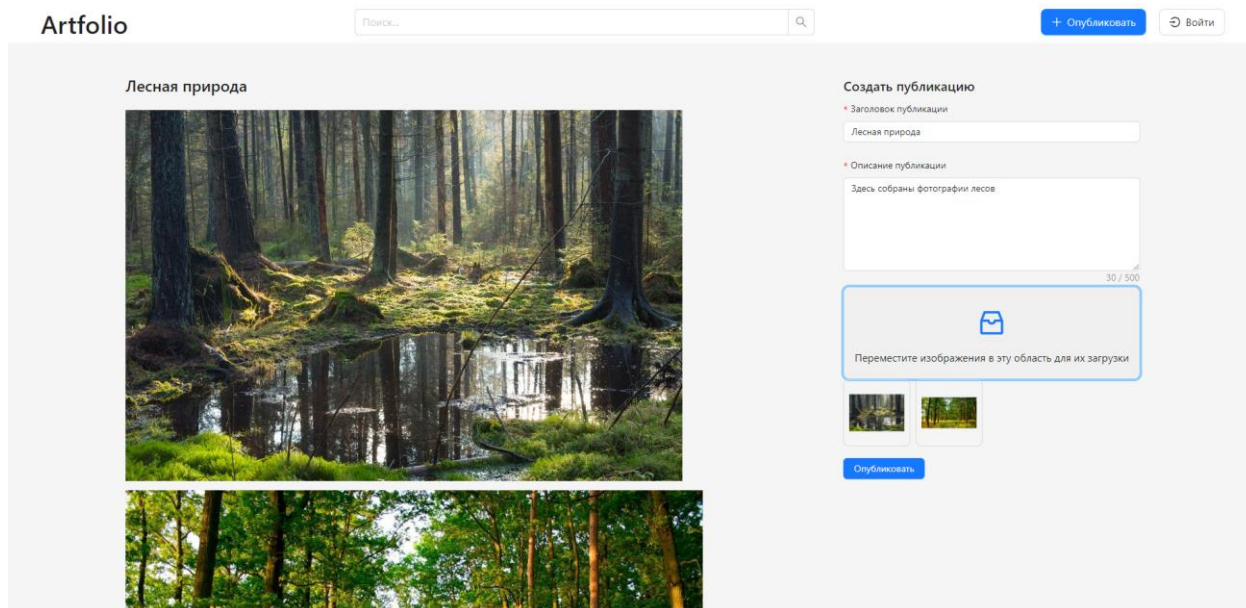 Artfolio
Поиск...
+ Опубликовать
Войти
Лесная природа
Создать публикацию
* Заголовок публикации
Лесная природа
* Описание публикации
Здесь собраны фотографии лесов
30 / 500
Переместите изображения в эту область для их загрузки
Опубликовать